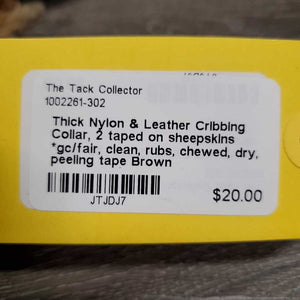 The Tack Collector
1002261-302
Thick Nylon & Leather Cribbing
Collar, 2 taped on sheepskins
*gc/fair, clean, rubs, chewed, dry,
peeling tape Brown
$20.00
JTJDJ7